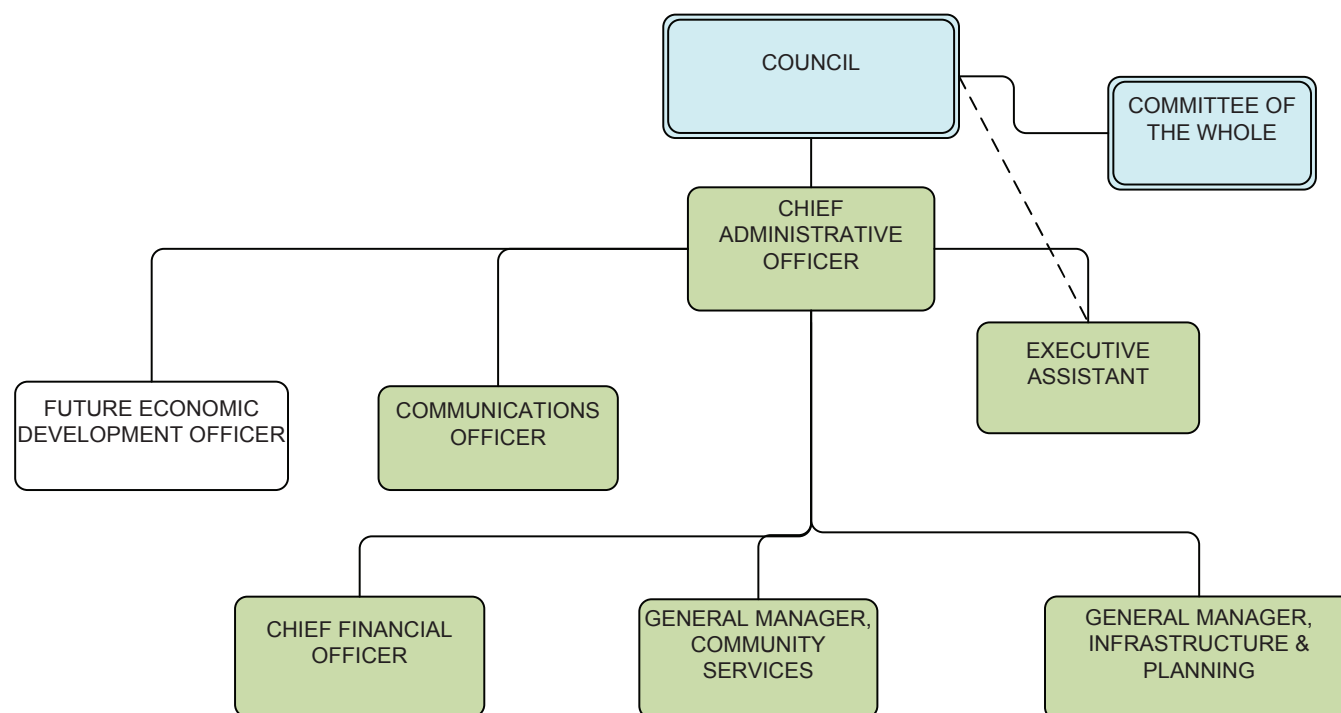 COUNCIL
COMMITTEE OF
THE WHOLE
CHIEF
ADMINISTRATIVE
OFFICER
EXECUTIVE
ASSISTANT
FUTURE ECONOMIC
DEVELOPMENT OFFICER
COMMUNICATIONS
OFFICER
CHIEF FINANCIAL
OFFICER
GENERAL MANAGER,
COMMUNITY
SERVICES
GENERAL MANAGER,
INFRASTRUCTURE &
PLANNING